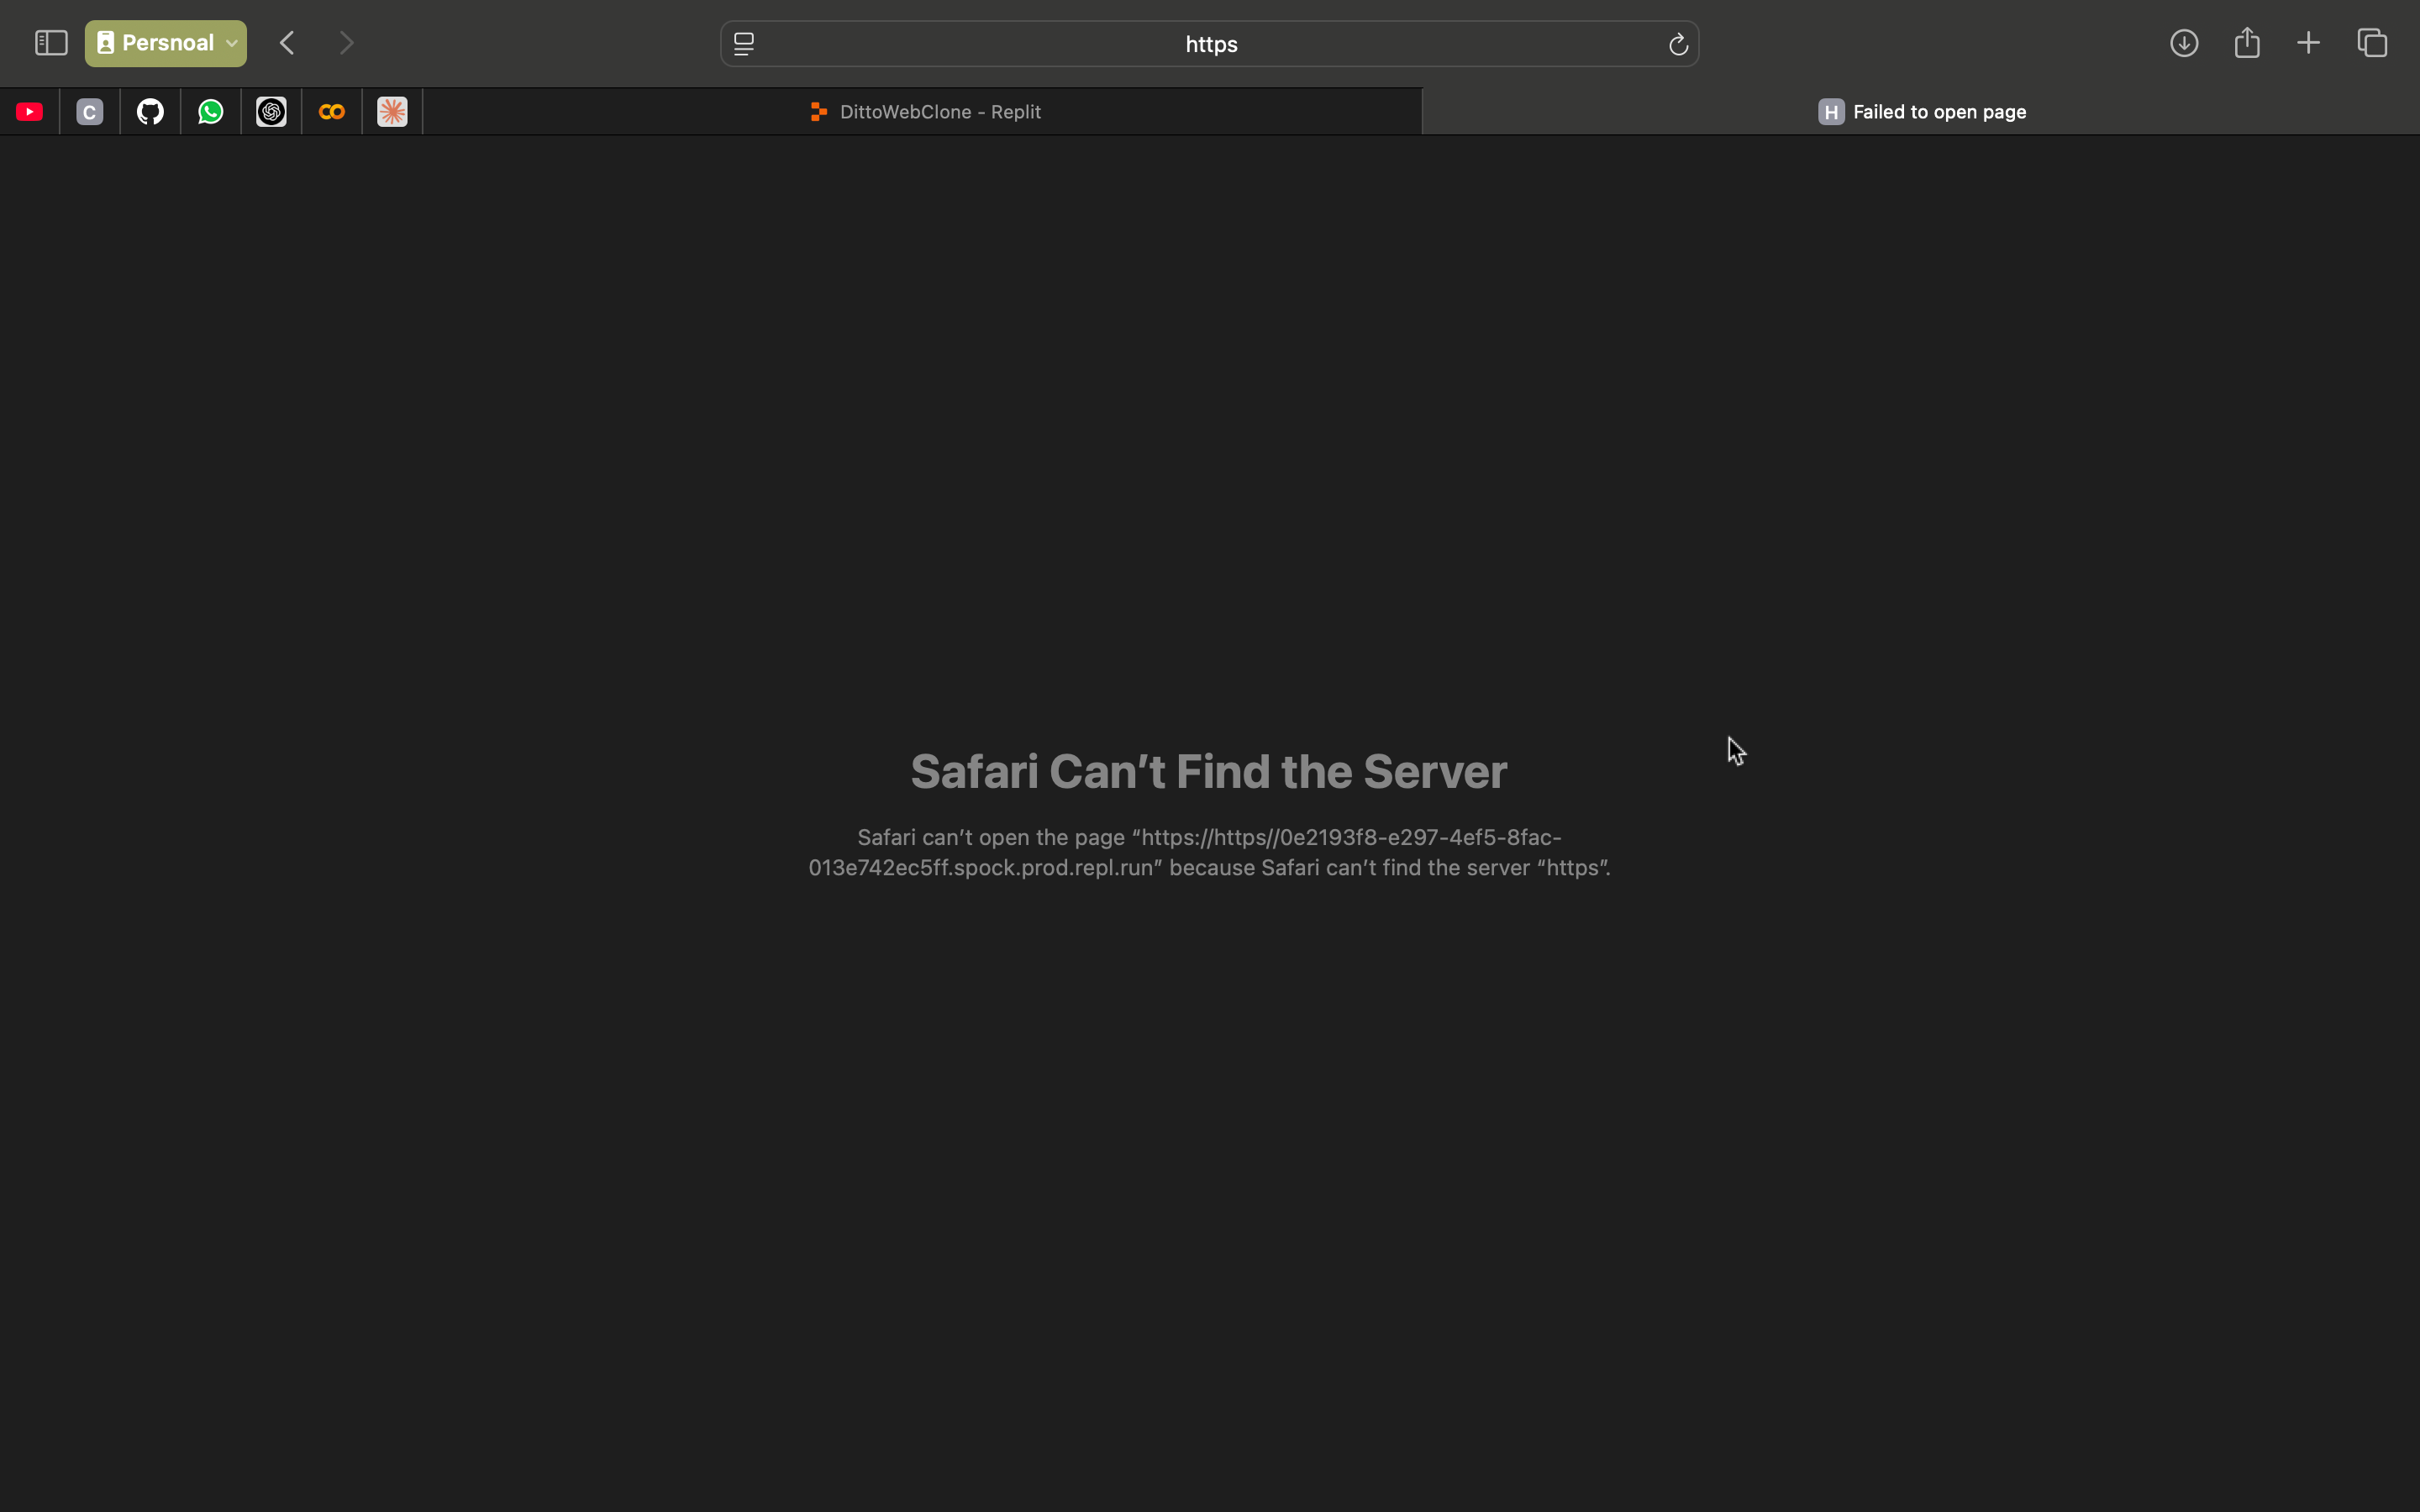 Persnoal
https
C
DittoWebClone - Replit
H Failed to open page
Safari Can’t Find the Server
Safari can’t open the page “https://https//0e2193f8-e297-4ef5-8fac-
013e742ec5ff.spock.prod.repl.run” because Safari can’t find the server “https”.